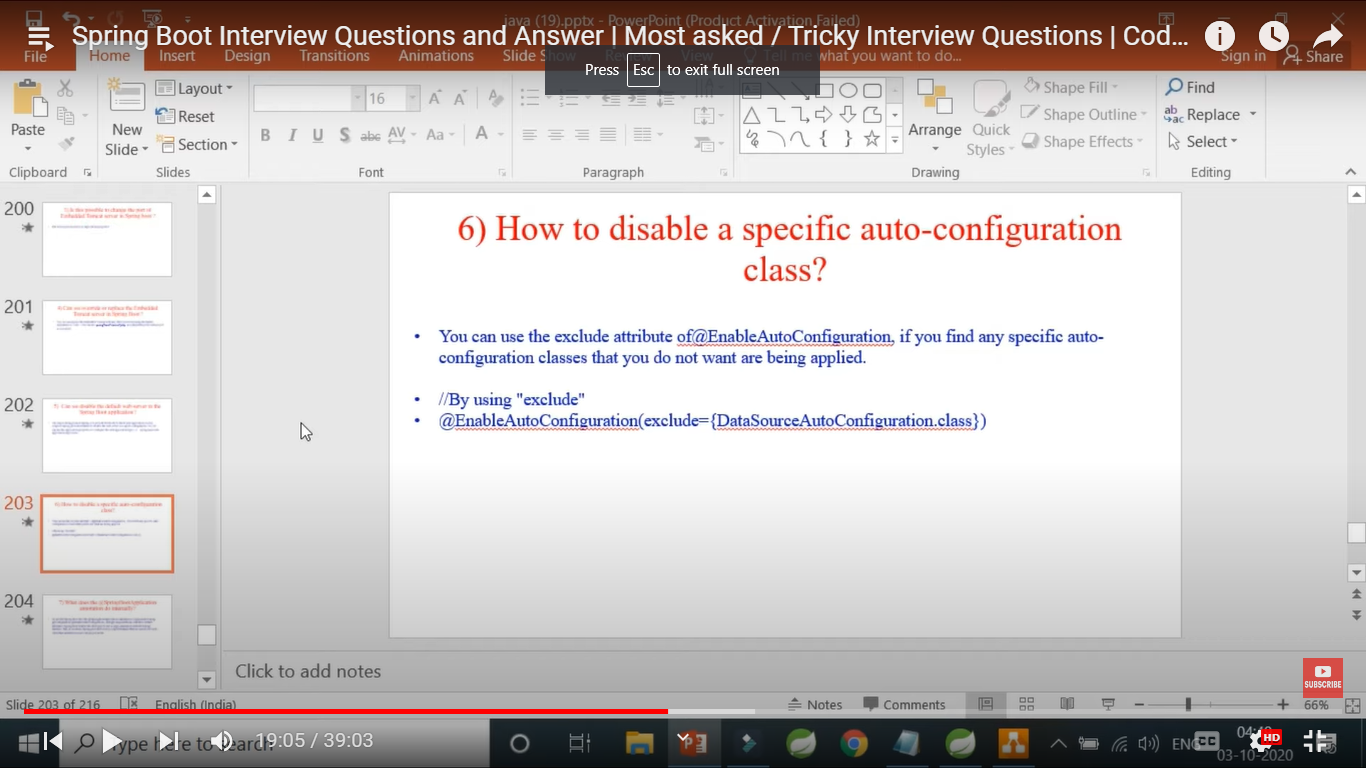 java (19).pptx - PowerPoint (Product Activation Failed)
Spring Boot Interview Questions and Answer | Most asked / Tricky Interview Questions | Cod...
File Home Insert Design Transitions Animations Slide Show View Tell me what you want to do... Sign in Share
Press Esc to exit full screen
Paste
New
Slide
Layout
Reset
Section
16
B I U S abc AV Aa A
Arrange
Quick
Styles
Shape Fill
Shape Outline
Shape Effects
Find
Replace
Select
Clipboard Slides Font Paragraph Drawing Editing
200
201
202
203
204
6) How to disable a specific auto-configuration
class?
• You can use the exclude attribute of@EnableAutoConfiguration, if you find any specific auto-
configuration classes that you do not want are being applied.
• //By using "exclude"
• @EnableAutoConfiguration(exclude={DataSourceAutoConfiguration.class})
Click to add notes
SUBSCRIBE
Slide 203 of 216 English (India) Notes Comments 66%
Type here to search
19:05 / 39:03
ENG
CC
HD
03-10-2020